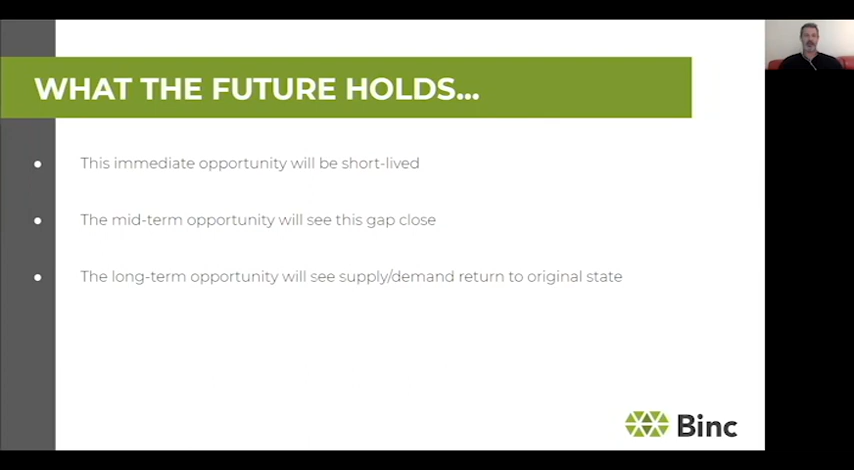 WHAT THE FUTURE HOLDS...
This immediate opportunity will be short-lived
The mid-term opportunity will see this gap close
The long-term opportunity will see supply/demand return to original state
Binc